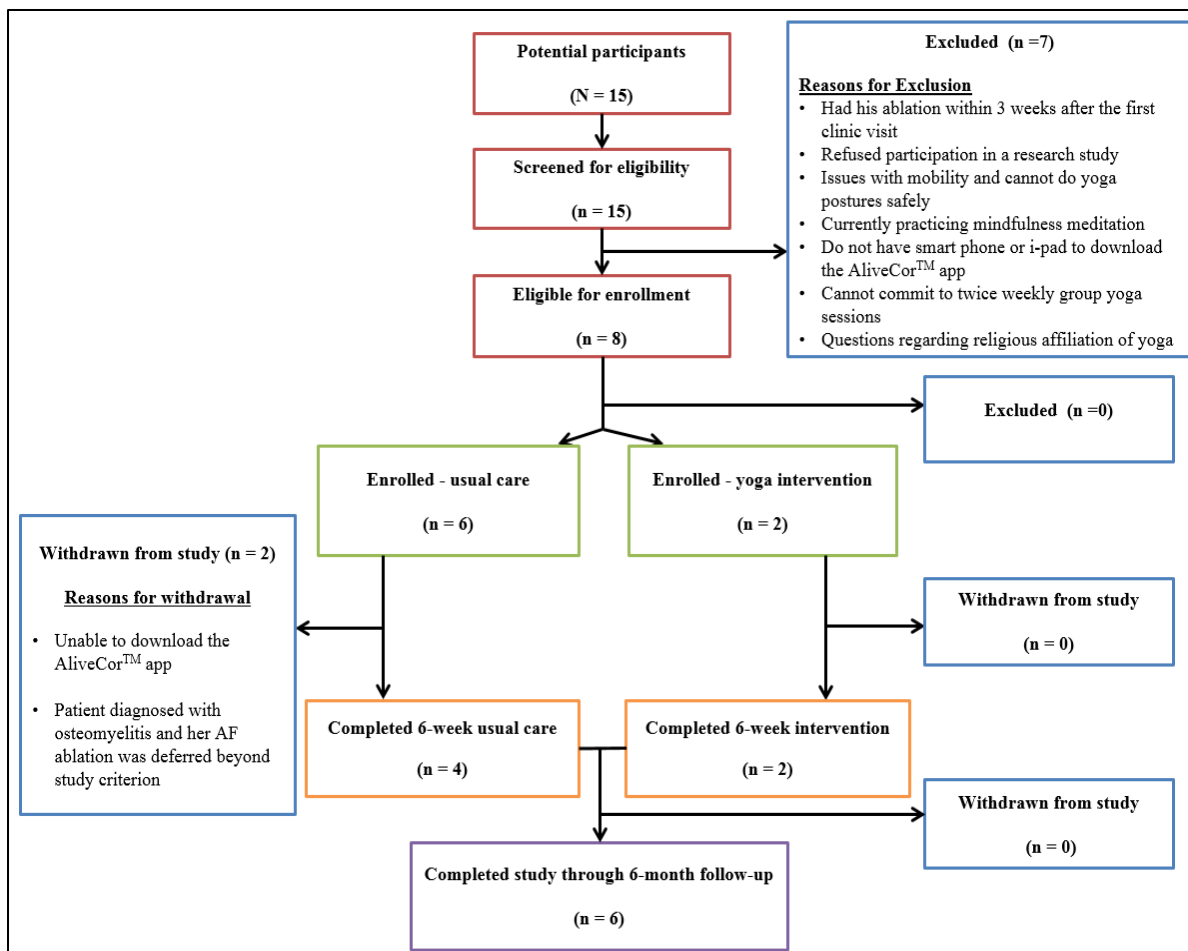 Potential participants
(N = 15)
Excluded (n =7)
Reasons for Exclusion
• Had his ablation within 3 weeks after the first
clinic visit
• Refused participation in a research study
• Issues with mobility and cannot do yoga
postures safely
• Currently practicing mindfulness meditation
• Do not have smart phone or i-pad to download
the AliveCor™ app
• Cannot commit to twice weekly group yoga
sessions
• Questions regarding religious affiliation of yoga
Screened for eligibility
(n = 15)
Eligible for enrollment
(n = 8)
Excluded (n =0)
Enrolled - usual care
(n = 6)
Enrolled - yoga intervention
(n = 2)
Withdrawn from study (n = 2)
Reasons for withdrawal
• Unable to download the
AliveCor™ app
• Patient diagnosed with
osteomyelitis and her AF
ablation was deferred beyond
study criterion
Withdrawn from study
(n = 0)
Completed 6-week usual care
(n = 4)
Completed 6-week intervention
(n = 2)
Withdrawn from study
(n = 0)
Completed study through 6-month follow-up
(n = 6)